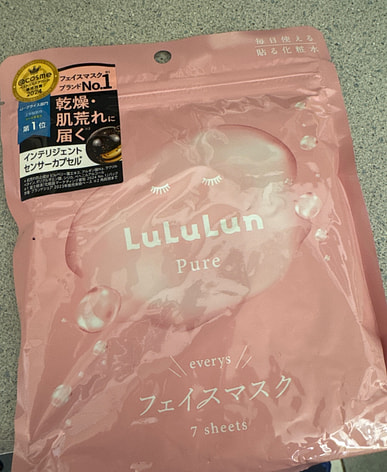 毎日使える
貼る化粧水
@cosme
2024
フェイスマスク
ブランドNo.1
第1位
乾燥・
肌荒れに
届く
インテリジェント
センサーカプセル
LuLuLun
Pure
everys
フェイスマスク
7 sheets